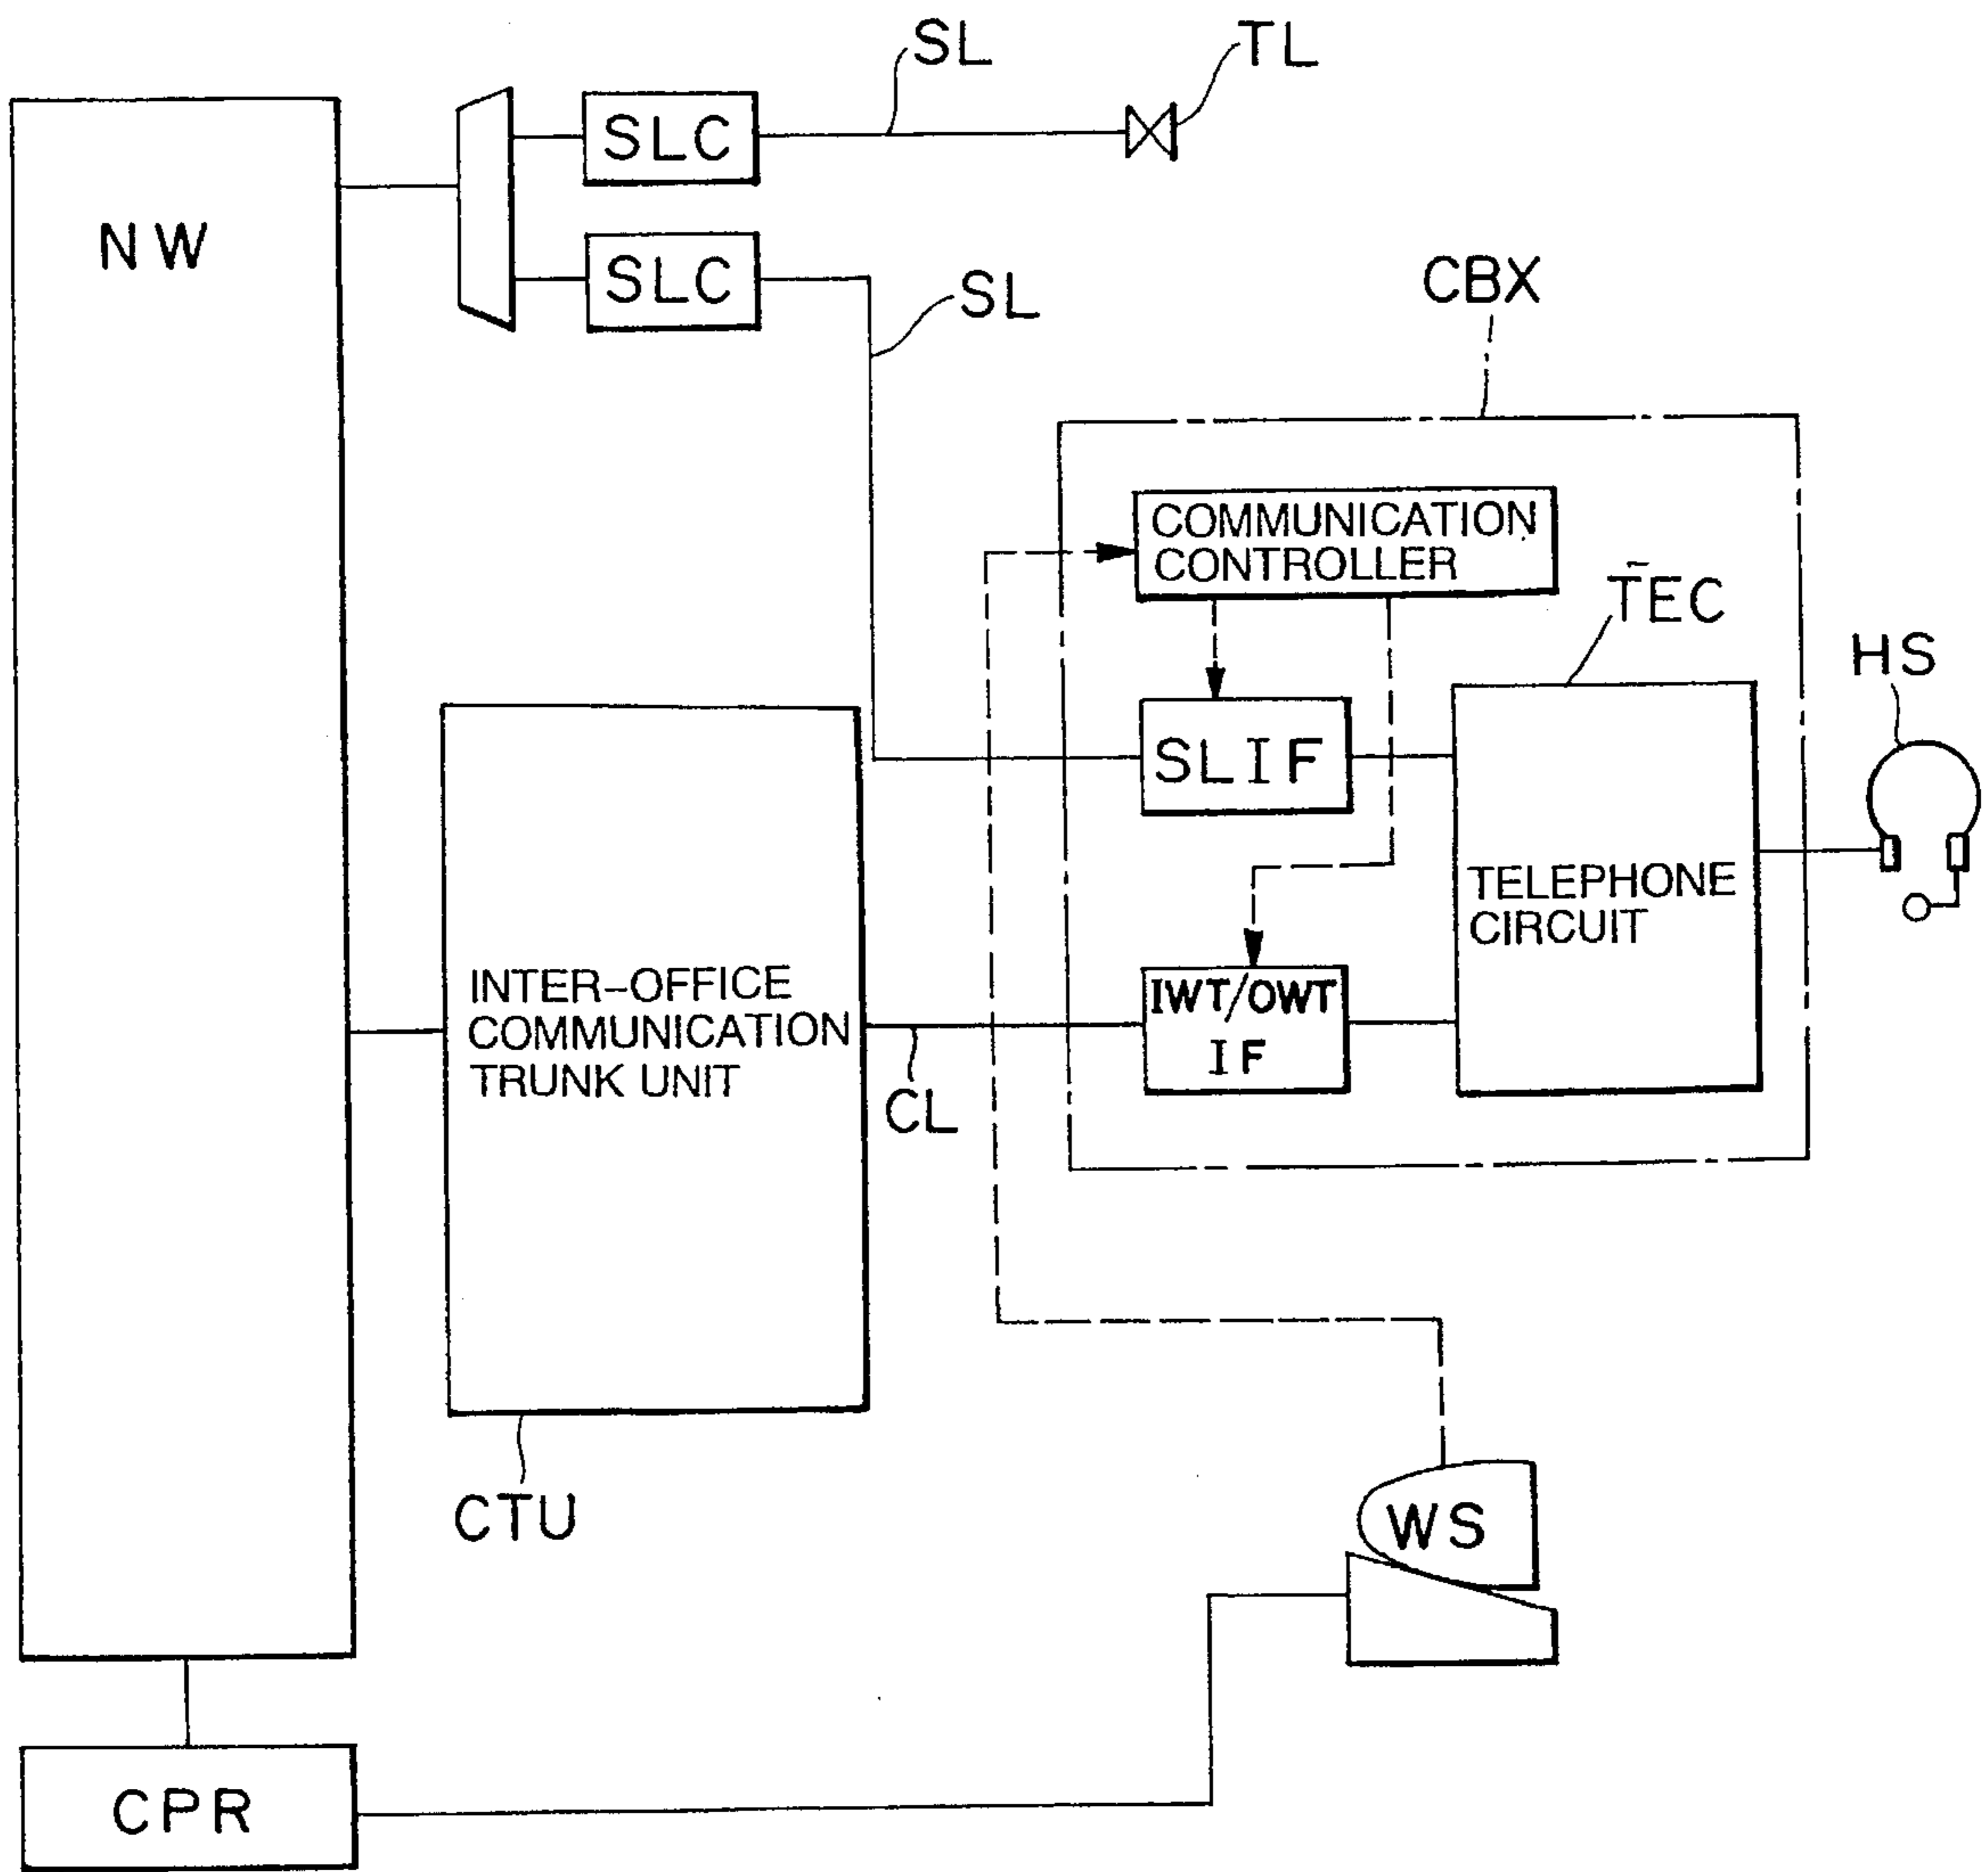 SL
TL
SLC
NW
SLC
SL
CBX
COMMUNICATION
CONTROLLER
TEC
HS
SLIF
TELEPHONE
CIRCUIT
INTER-OFFICE
COMMUNICATION
TRUNK UNIT
IWT/OWT
IF
CL
CTU
WS
CPR